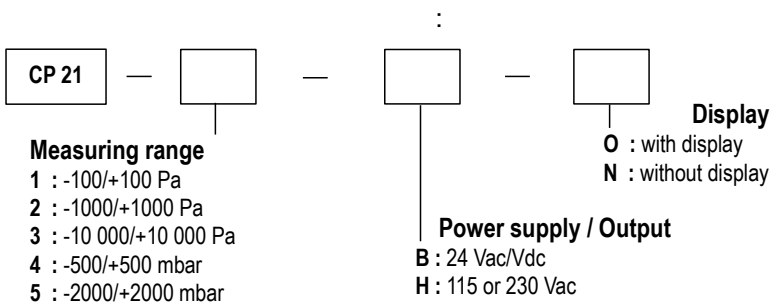 :
CP 21 — — —
Display
O : with display
N : without display
Measuring range
1 : -100/+100 Pa
2 : -1000/+1000 Pa
3 : -10 000/+10 000 Pa
4 : -500/+500 mbar
5 : -2000/+2000 mbar
Power supply / Output
B : 24 Vac/Vdc
H : 115 or 230 Vac